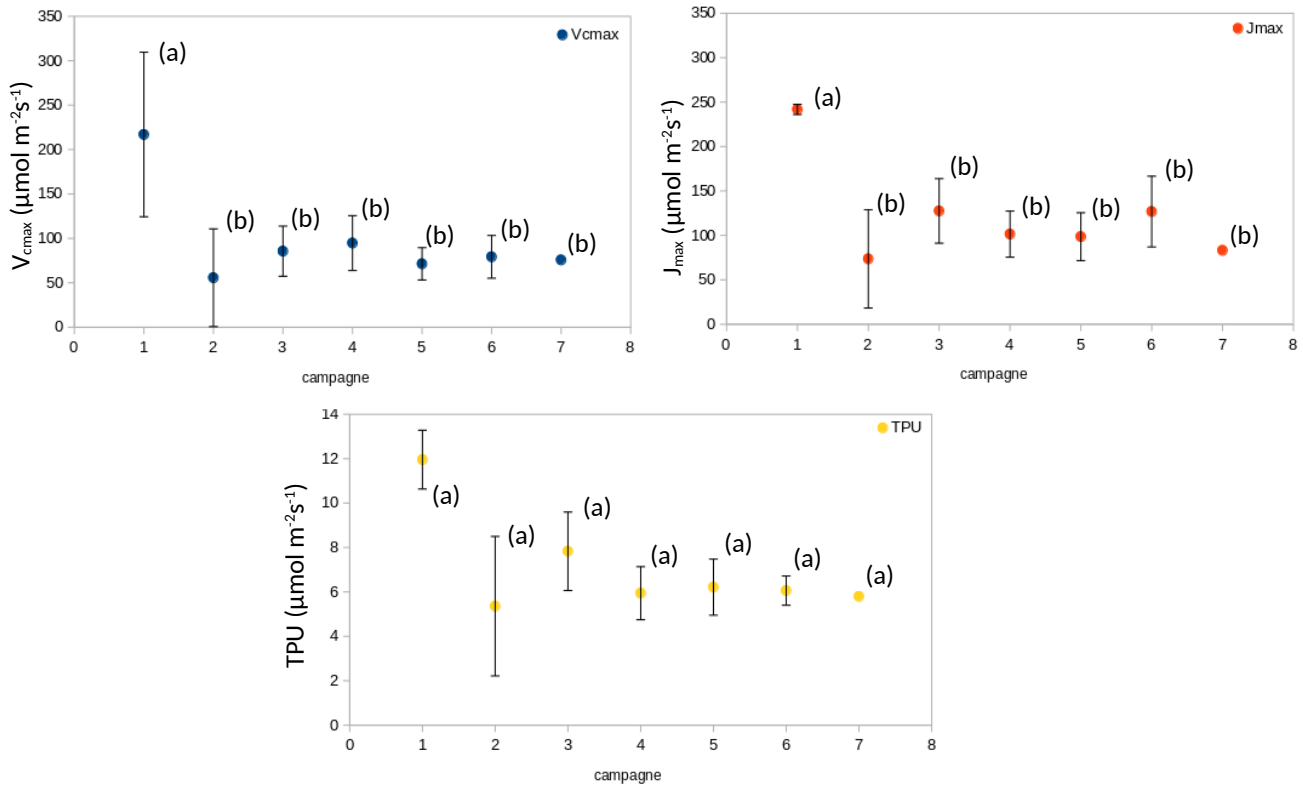 350
300
250
200
150
100
50
0
V_cmax (µmol m⁻²s⁻¹)
Vcmax
(a)
(b)
(b)
(b)
(b)
(b)
(b)
0 1 2 3 4 5 6 7 8
campagne
350
300
250
200
150
100
50
0
J_max (µmol m⁻²s⁻¹)
Jmax
(a)
(b)
(b)
(b)
(b)
(b)
(b)
0 1 2 3 4 5 6 7 8
campagne
14
12
10
8
6
4
2
0
TPU (µmol m⁻²s⁻¹)
TPU
(a)
(a)
(a)
(a)
(a)
(a)
(a)
0 1 2 3 4 5 6 7 8
campagne